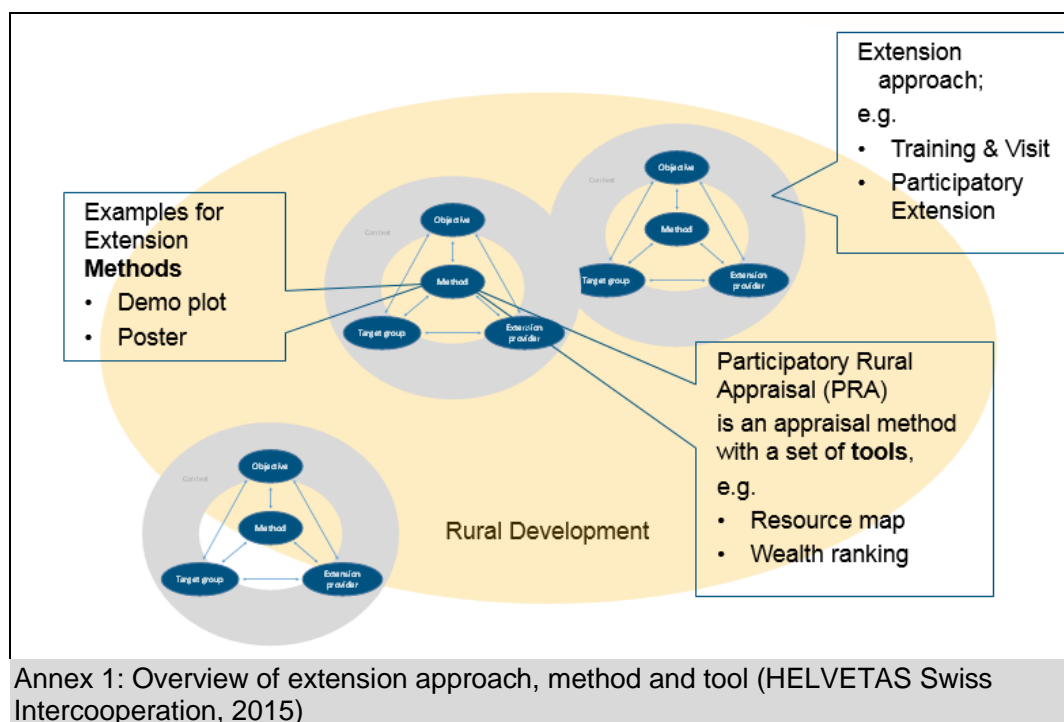 Extension
approach;
e.g.
• Training & Visit
• Participatory
Extension
Examples for
Extension
Methods
• Demo plot
• Poster
Context
Objective
Method
Target group
Extension
provider
Context
Objective
Method
Target group
Extension
provider
Participatory Rural
Appraisal (PRA)
is an appraisal method
with a set of tools,
e.g.
• Resource map
• Wealth ranking
Context
Objective
Method
Target group
Extension
provider
Rural Development
Annex 1: Overview of extension approach, method and tool (HELVETAS Swiss
Intercooperation, 2015)